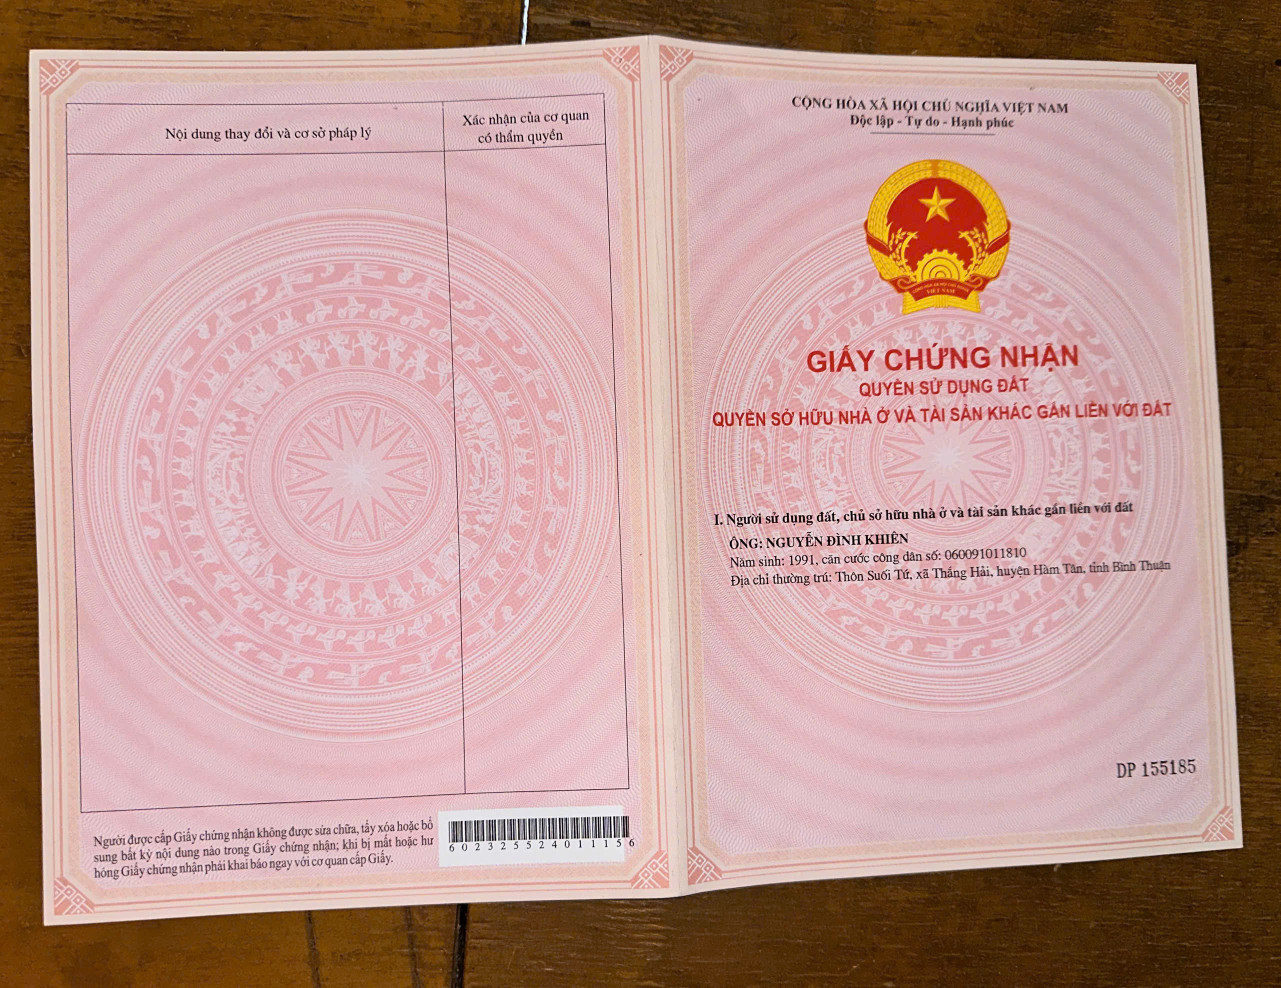 Nội dung thay đổi và cơ sở pháp lý
Xác nhận của cơ quan
có thẩm quyền
Người được cấp Giấy chứng nhận không được sửa chữa, tẩy xóa hoặc bổ
sung bất kỳ nội dung nào trong Giấy chứng nhận; khi bị mất hoặc hư
hỏng Giấy chứng nhận phải khai báo ngay với cơ quan cấp Giấy.
602325524011156
CỘNG HÒA XÃ HỘI CHỦ NGHĨA VIỆT NAM
Độc lập - Tự do - Hạnh phúc
VIỆT NAM
GIẤY CHỨNG NHẬN
QUYỀN SỬ DỤNG ĐẤT
QUYỀN SỞ HỮU NHÀ Ở VÀ TÀI SẢN KHÁC GẮN LIỀN VỚI ĐẤT
I. Người sử dụng đất, chủ sở hữu nhà ở và tài sản khác gắn liền với đất
ÔNG: NGUYỄN ĐÌNH KHIÊN
Năm sinh: 1991, căn cước công dân số: 060091011810
Địa chỉ thường trú: Thôn Suối Tứ, xã Thắng Hải, huyện Hàm Tân, tỉnh Bình Thuận
DP 155185